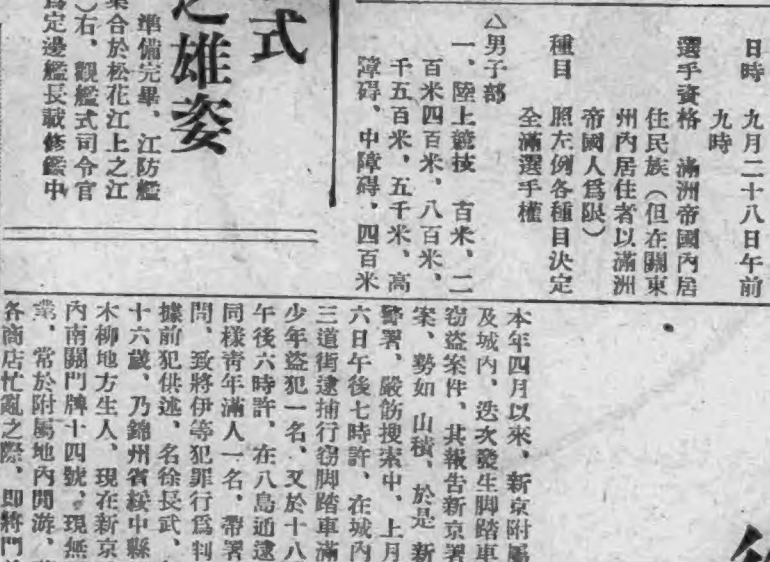 日時　九月二十八日午前
九時
選手資格　滿洲帝國內居
住民族（但在關東
州內居住者以滿洲
帝國人爲限）
種目　照左例各種目決定
全滿選手權
△男子部
一、陸上競技　百米、二
百米四百米、八百米、
千五百米、五千米、高
障碍、中障碍、四百米
式
之雄姿
準備完畢、江防艦
集合於松花江上之江
）右、觀艦式司令官
爲定邊艦長載修鑑中
本年四月以來、新京附屬
及城內、迭次發生脚踏車
窃盜案件、其報告新京署
案、勢如山積、於是新
警署、嚴飭搜索中、上月
六日午後七時許、在城內
三道街逮捕行窃脚踏車滿
少年盜犯一名、又於十八
午後六時許、在八島通逮
同樣靑年滿人一名、帶署
問、致將伊等犯罪行爲判
據前犯供述、名徐長武、
十六歲、乃錦州省綏中縣
木柳地方生人、現在新京
內南關門牌十四號、現無
業、常於附屬地內閒游、
各商店忙亂之際、即將門